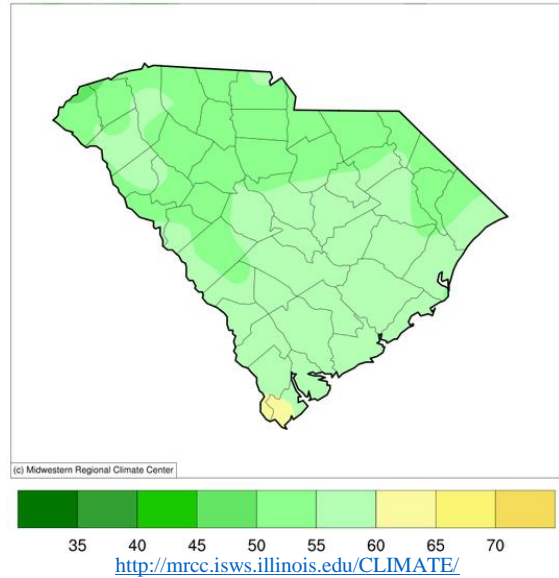 (c) Midwestern Regional Climate Center
35 40 45 50 55 60 65 70
http://mrcc.isws.illinois.edu/CLIMATE/